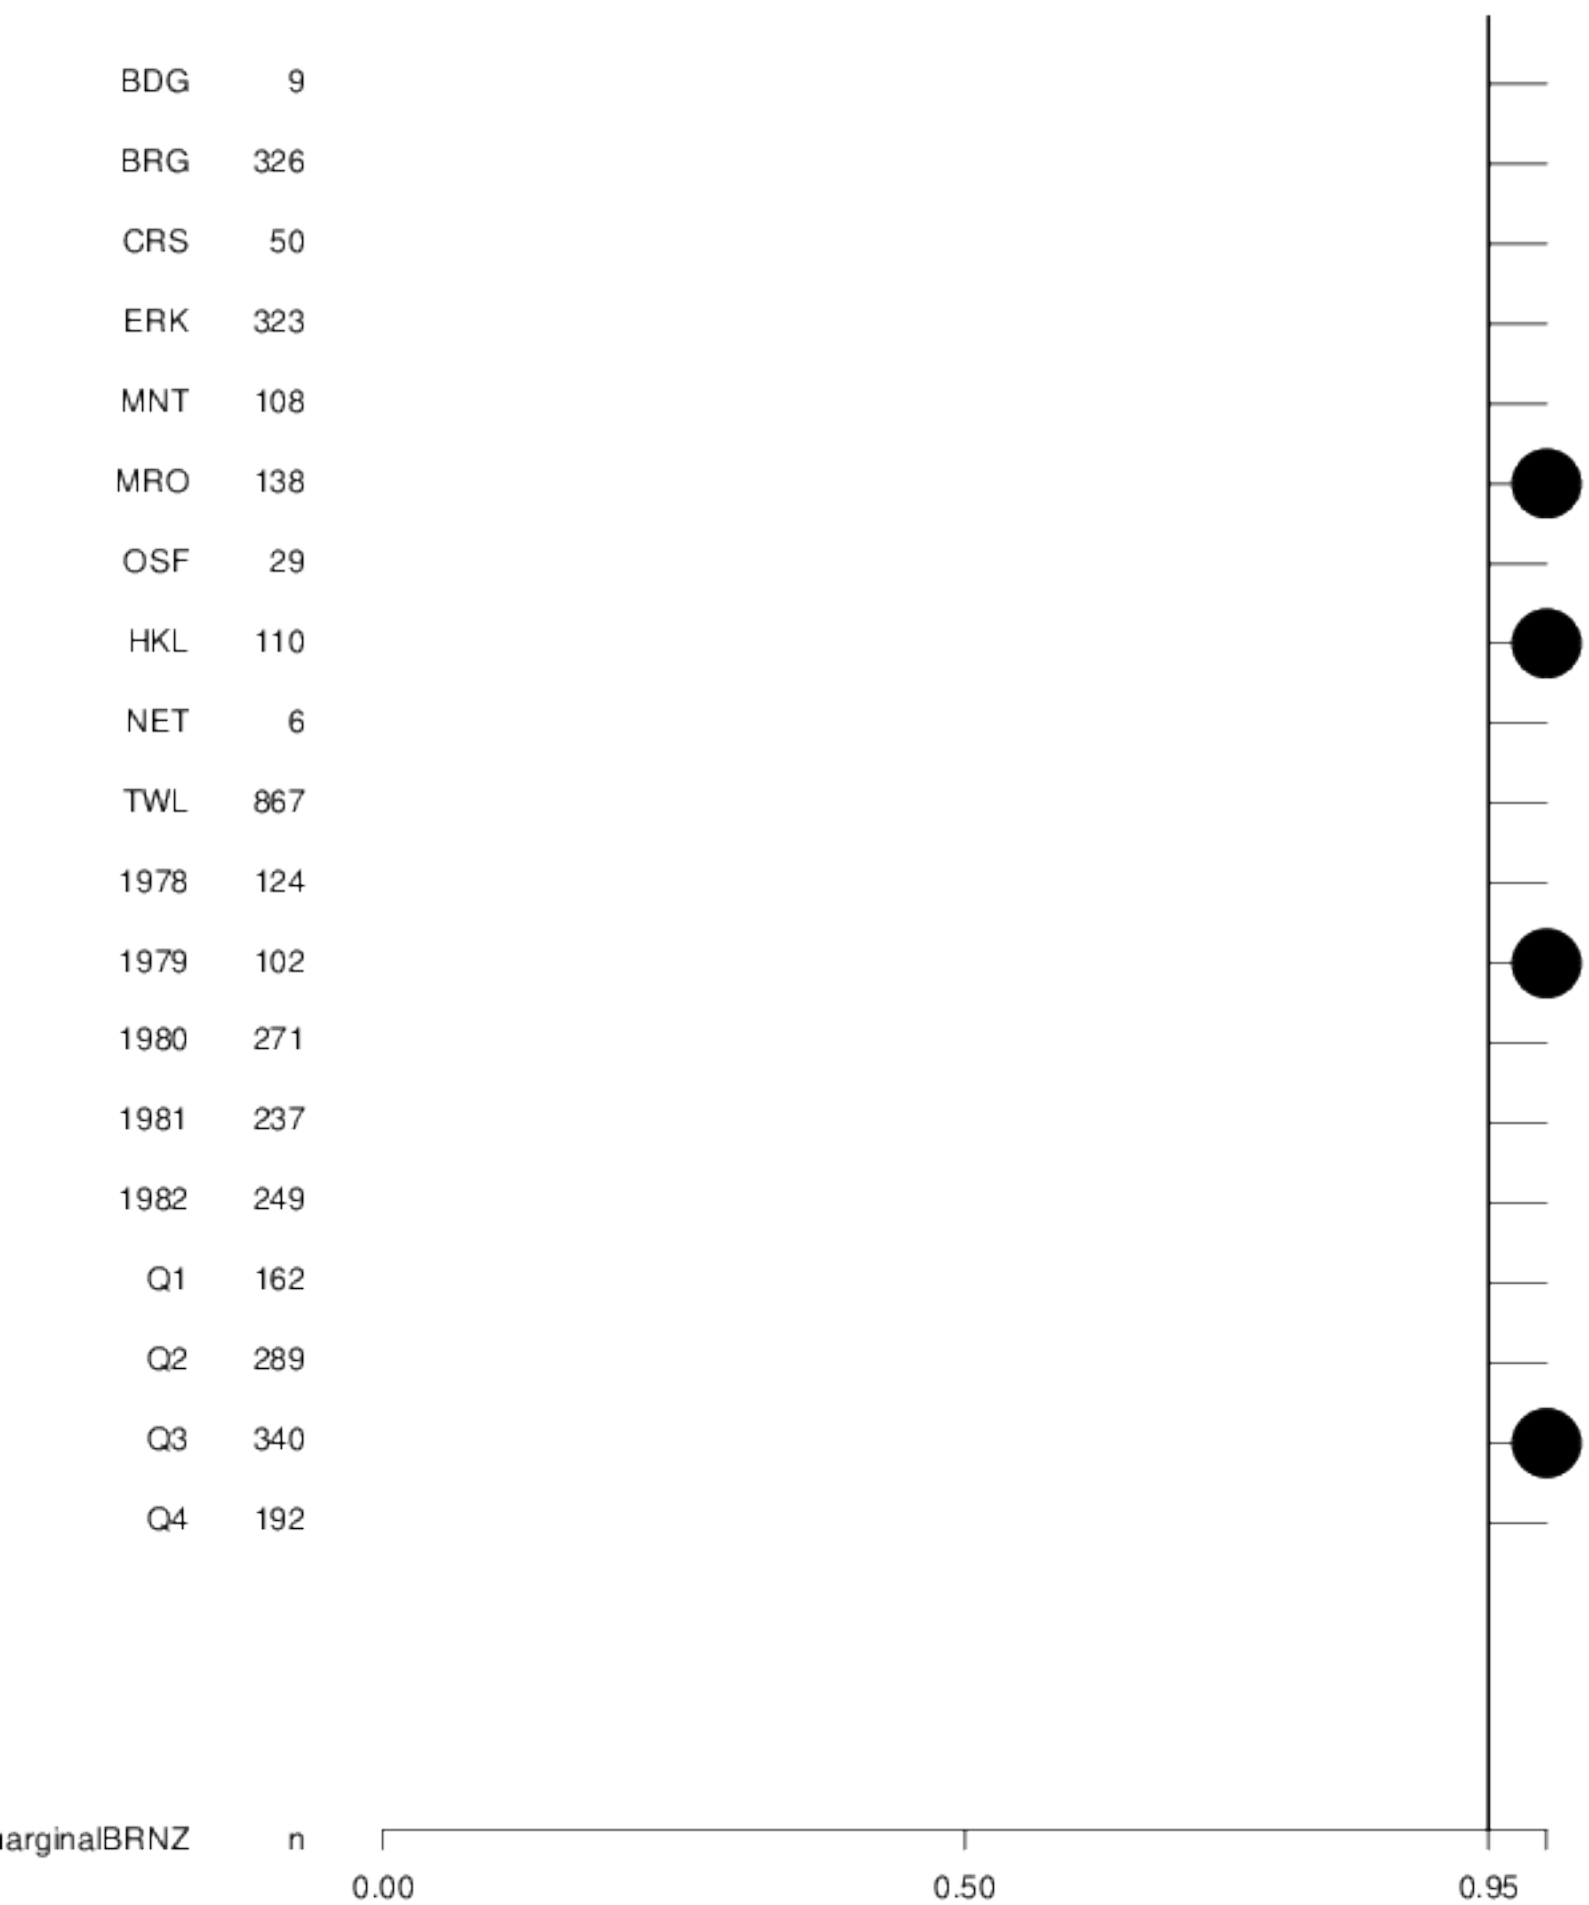 BDG 9
BRG 326
CRS 50
ERK 323
MNT 108
MRO 138
OSF 29
HKL 110
NET 6
TWL 867
1978 124
1979 102
1980 271
1981 237
1982 249
Q1 162
Q2 289
Q3 340
Q4 192
arginalBRNZ n
0.00 0.50 0.95